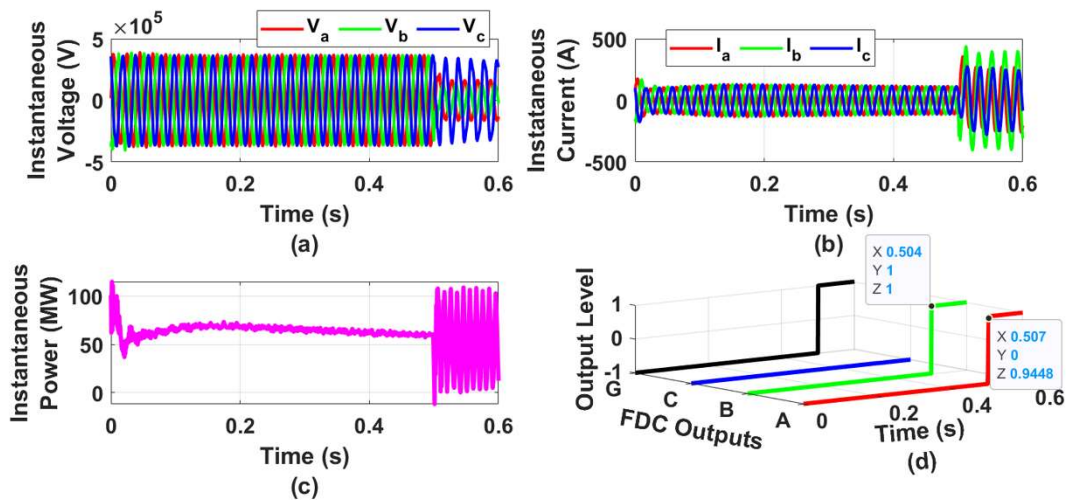 × 10^5
V_a V_b V_c
5
0
-5
Instantaneous
Voltage (V)
0 0.2 0.4 0.6
Time (s)
(a)
I_a I_b I_c
500
0
-500
Instataneous
Current (A)
0 0.2 0.4 0.6
Time (s)
(b)
100
50
0
Instantaneous
Power (MW)
0 0.2 0.4 0.6
Time (s)
(c)
X 0.504
Y 1
Z 1
X 0.507
Y 0
Z 0.9448
1
0
-1
Output Level
G C B A
FDC Outputs
0 0.2 0.4 0.6
Time (s)
(d)